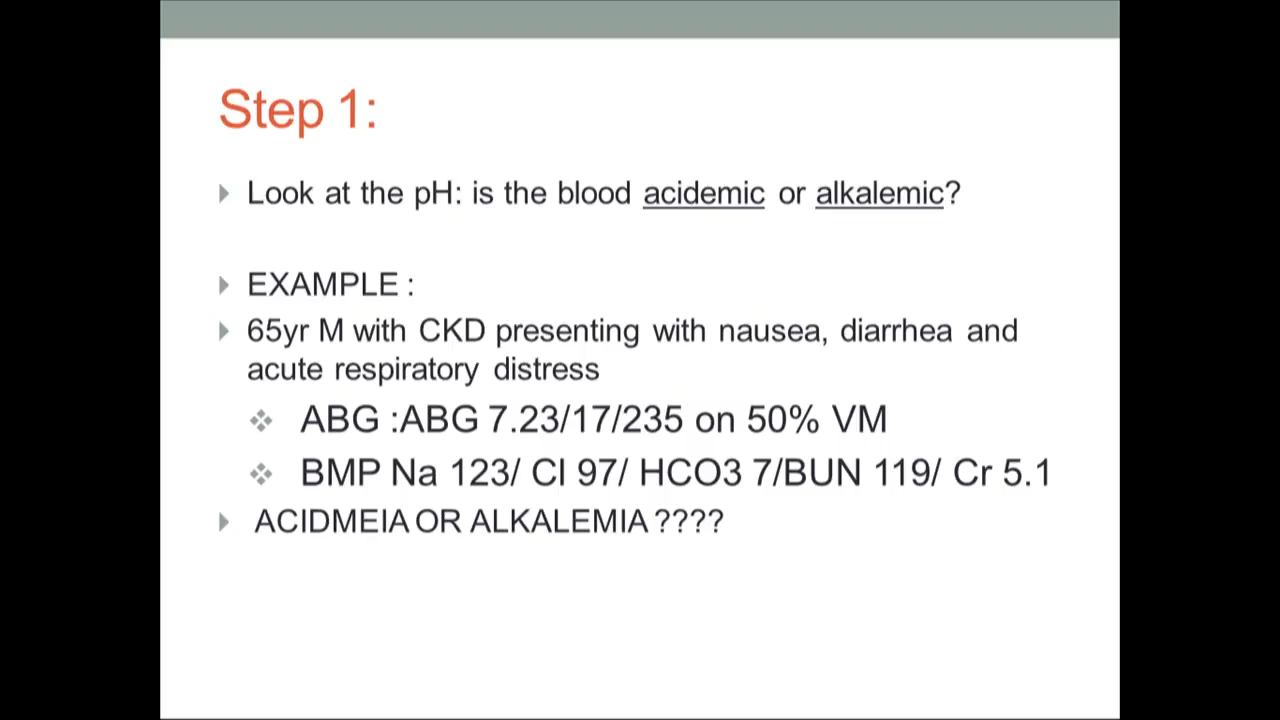 Step 1:
Look at the pH: is the blood acidemic or alkalemic?
EXAMPLE :
65yr M with CKD presenting with nausea, diarrhea and
acute respiratory distress
ABG :ABG 7.23/17/235 on 50% VM
BMP Na 123/ Cl 97/ HCO3 7/BUN 119/ Cr 5.1
ACIDMEIA OR ALKALEMIA ????